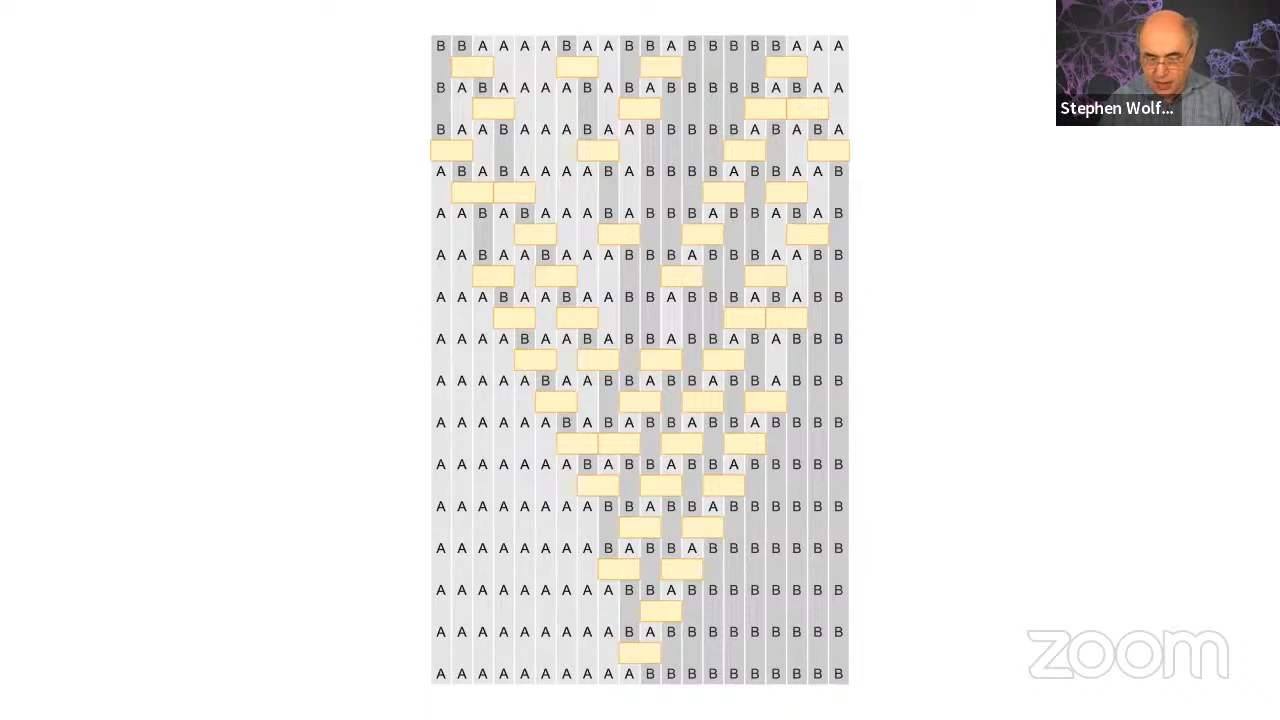 B B A A A A B A A B B A B B B B B A A A
B A B A A A A B A B A B B B B B A B A A
B A A B A A A B A A B B B B B A B A B A
A B A B A A A A B A B B B B A B B A A B
A A B A B A A A B A B B B A B B A B A B
A A B A A B A A A B B B A B B B A A B B
A A A B A A B A A B B A B B B A B A B B
A A A A B A A B A B B A B B A B A B B B
A A A A A B A A B B A B B A B B A B B B
A A A A A A B A B A B B A B B A B B B B
A A A A A A A B A B B A B B A B B B B B
A A A A A A A A B B A B B A B B B B B B
A A A A A A A A B A B B A B B B B B B B
A A A A A A A A A B B A B B B B B B B B
A A A A A A A A A B A B B B B B B B B B
A A A A A A A A A A B B B B B B B B B B
Stephen Wolf...
zoom